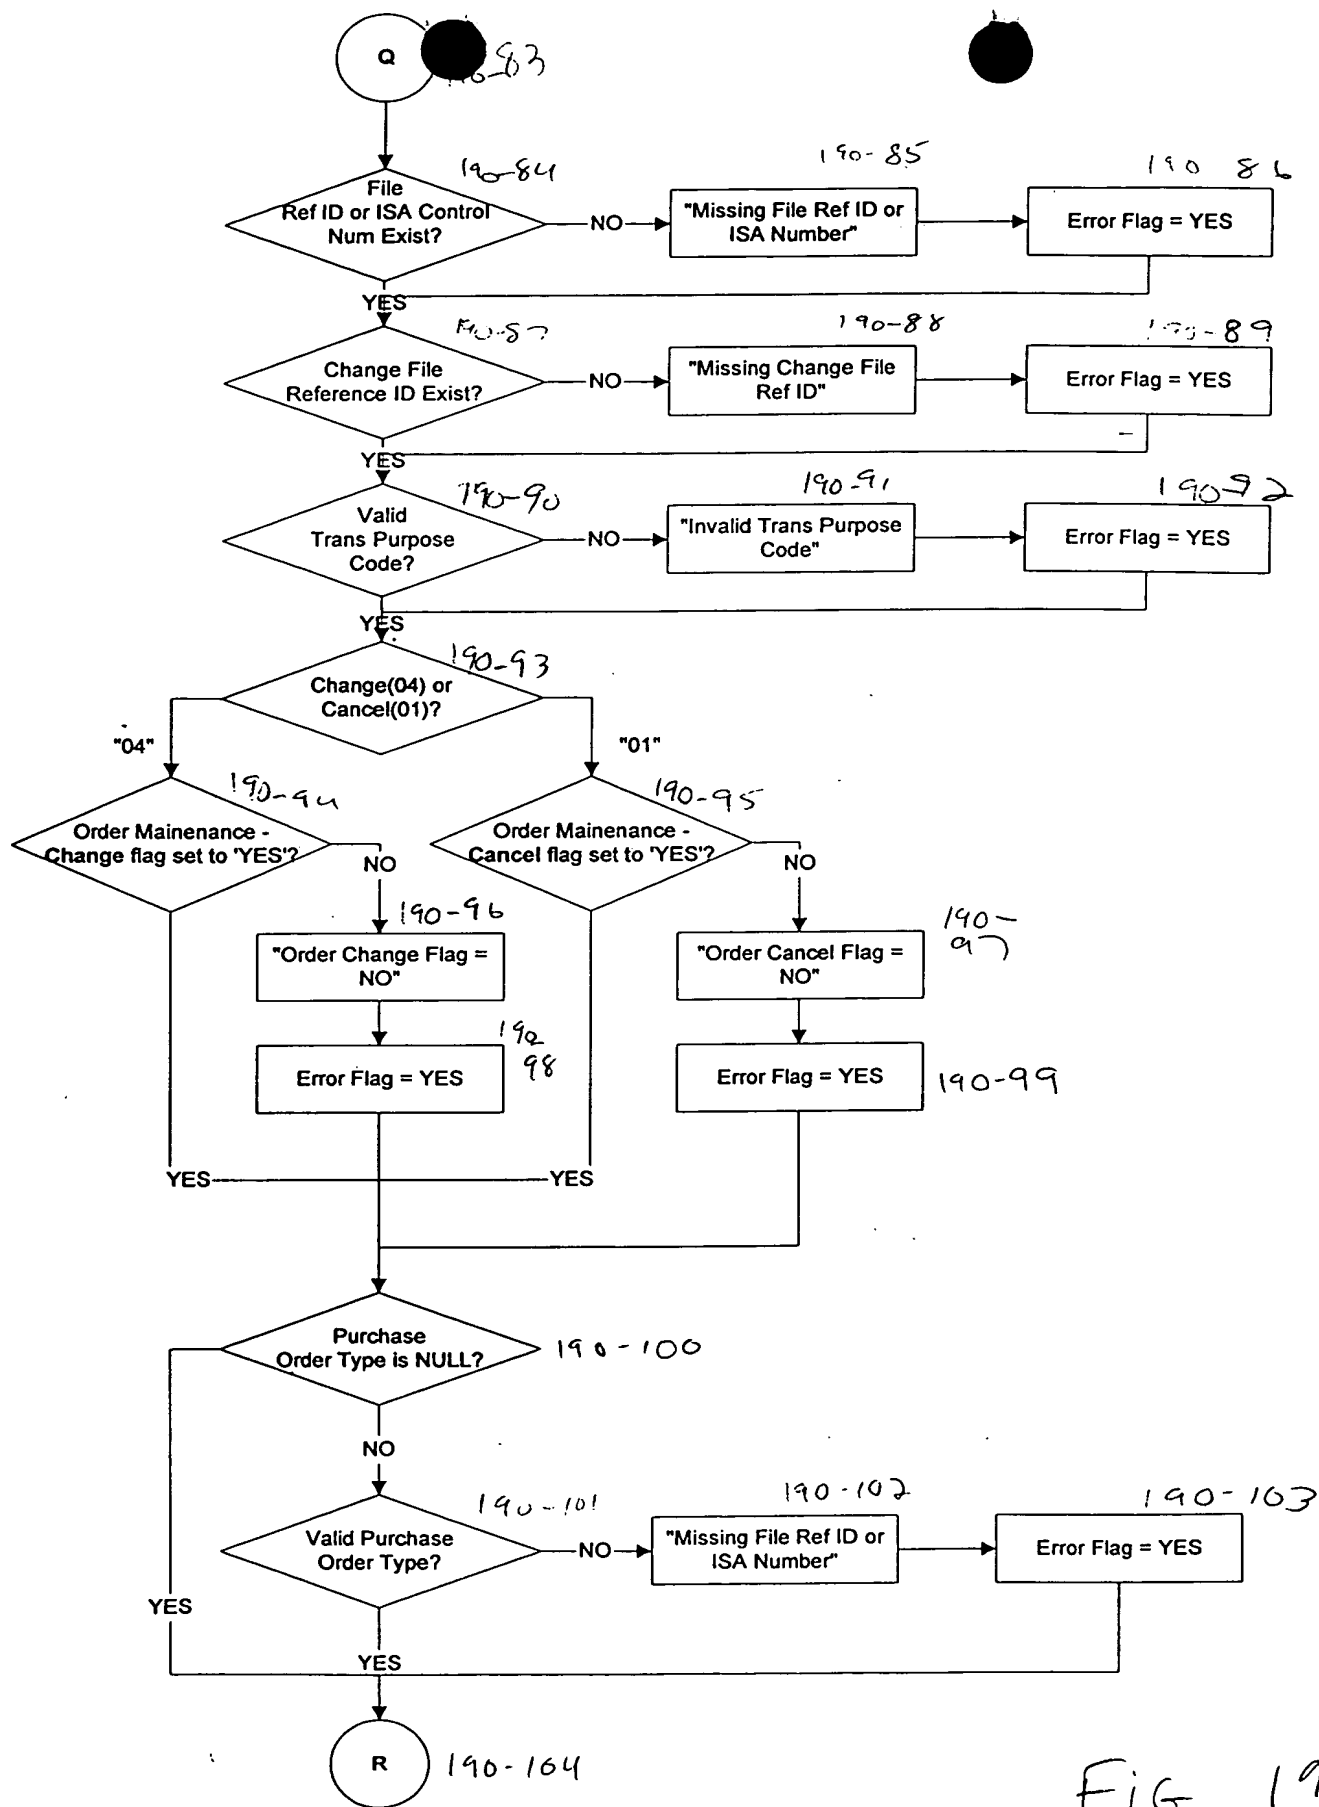 Q
190-83
190-84
190-85
190 86
File
Ref ID or ISA Control
Num Exist?
NO
"Missing File Ref ID or
ISA Number"
Error Flag = YES
YES
190-87
190-88
190-89
Change File
Reference ID Exist?
NO
"Missing Change File
Ref ID"
Error Flag = YES
YES
190-90
190-91
190-92
Valid
Trans Purpose
Code?
NO
"Invalid Trans Purpose
Code"
Error Flag = YES
YES
190-93
Change(04) or
Cancel(01)?
"04"
"01"
190-94
190-95
Order Mainenance -
Change flag set to 'YES'?
NO
Order Mainenance -
Cancel flag set to 'YES'?
NO
190-96
"Order Change Flag =
NO"
190-
97
"Order Cancel Flag =
NO"
190
98
Error Flag = YES
Error Flag = YES
190-99
YES
YES
Purchase
Order Type is NULL?
190-100
NO
190-101
190-102
190-103
Valid Purchase
Order Type?
NO
"Missing File Ref ID or
ISA Number"
Error Flag = YES
YES
YES
R
190-104
FIG 19